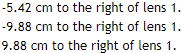 -5.42 cm to the right of lens 1.
-9.88 cm to the right of lens 1.
9.88 cm to the right of lens 1.